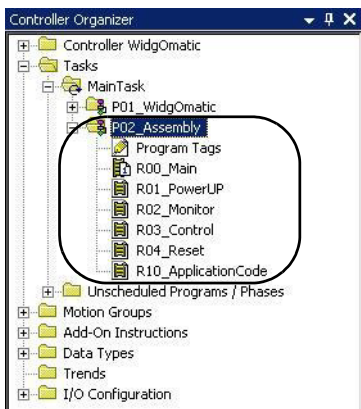 Controller Organizer
Controller WidgOmatic
Tasks
MainTask
P01_WidgOmatic
P02_Assembly
Program Tags
R00_Main
R01_PowerUP
R02_Monitor
R03_Control
R04_Reset
R10_ApplicationCode
Unscheduled Programs / Phases
Motion Groups
Add-On Instructions
Data Types
Trends
I/O Configuration